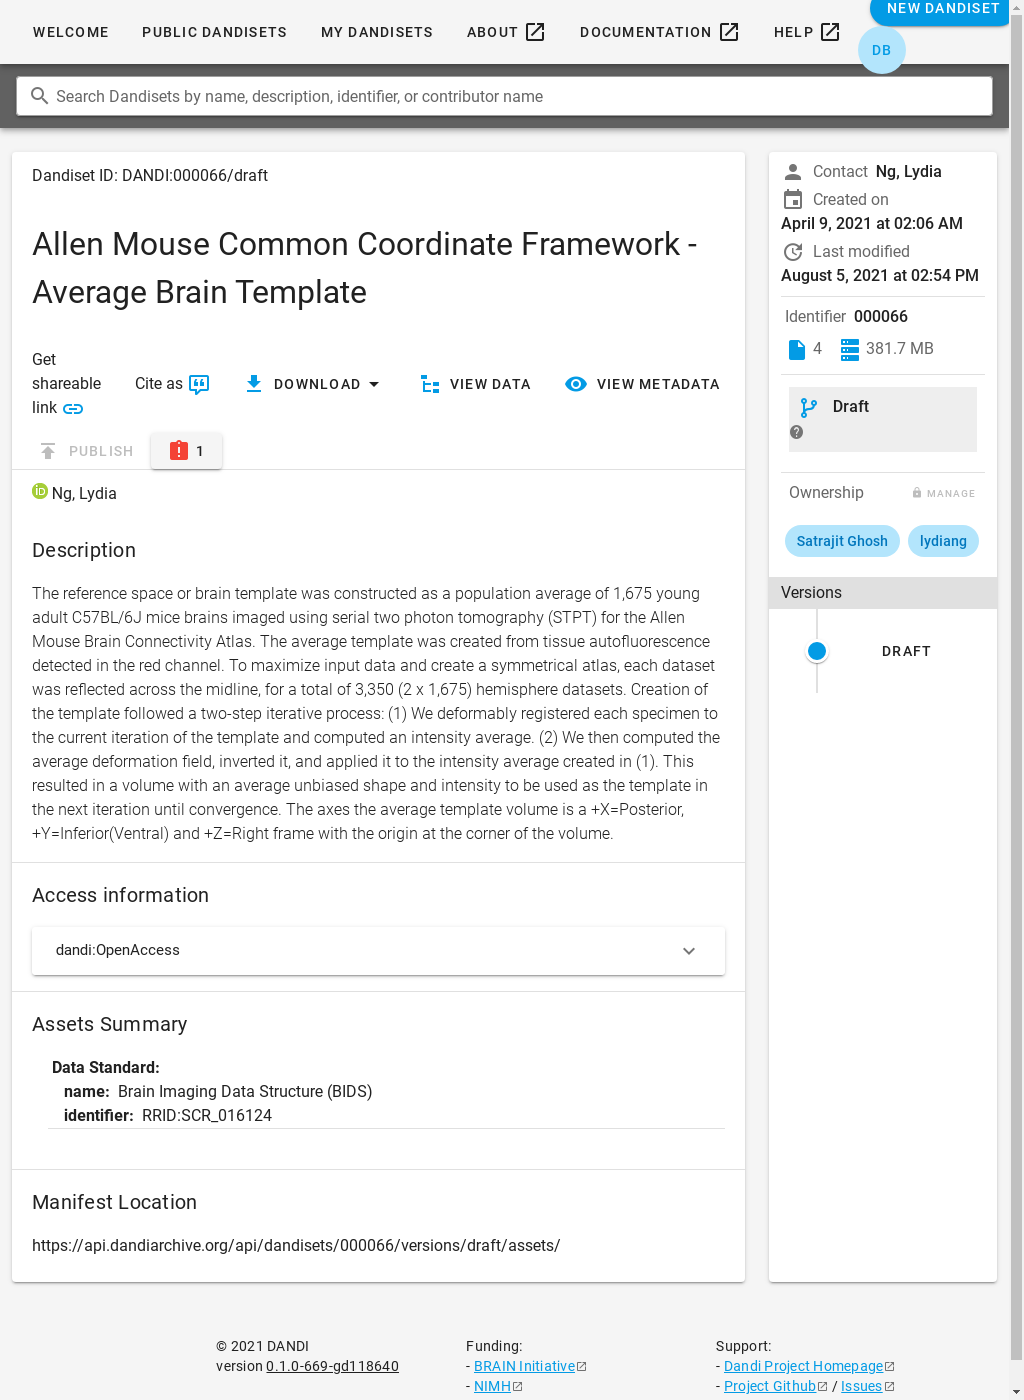 NEW DANDISET
WELCOME PUBLIC DANDISETS MY DANDISETS ABOUT DOCUMENTATION HELP
DB
Search Dandisets by name, description, identifier, or contributor name
Dandiset ID: DANDI:000066/draft
Allen Mouse Common Coordinate Framework -
Average Brain Template
Get
shareable
link
Cite as
DOWNLOAD
VIEW DATA
VIEW METADATA
PUBLISH
1
Ng, Lydia
Description
The reference space or brain template was constructed as a population average of 1,675 young
adult C57BL/6J mice brains imaged using serial two photon tomography (STPT) for the Allen
Mouse Brain Connectivity Atlas. The average template was created from tissue autofluorescence
detected in the red channel. To maximize input data and create a symmetrical atlas, each dataset
was reflected across the midline, for a total of 3,350 (2 x 1,675) hemisphere datasets. Creation of
the template followed a two-step iterative process: (1) We deformably registered each specimen to
the current iteration of the template and computed an intensity average. (2) We then computed the
average deformation field, inverted it, and applied it to the intensity average created in (1). This
resulted in a volume with an average unbiased shape and intensity to be used as the template in
the next iteration until convergence. The axes the average template volume is a +X=Posterior,
+Y=Inferior(Ventral) and +Z=Right frame with the origin at the corner of the volume.
Access information
dandi:OpenAccess
Assets Summary
Data Standard:
name: Brain Imaging Data Structure (BIDS)
identifier: RRID:SCR_016124
Manifest Location
https://api.dandiarchive.org/api/dandisets/000066/versions/draft/assets/
Contact Ng, Lydia
Created on
April 9, 2021 at 02:06 AM
Last modified
August 5, 2021 at 02:54 PM
Identifier 000066
4 381.7 MB
Draft
Ownership MANAGE
Satrajit Ghosh lydiang
Versions
DRAFT
© 2021 DANDI
version 0.1.0-669-gd118640
Funding:
- BRAIN Initiative
- NIMH
Support:
- Dandi Project Homepage
- Project Github / Issues